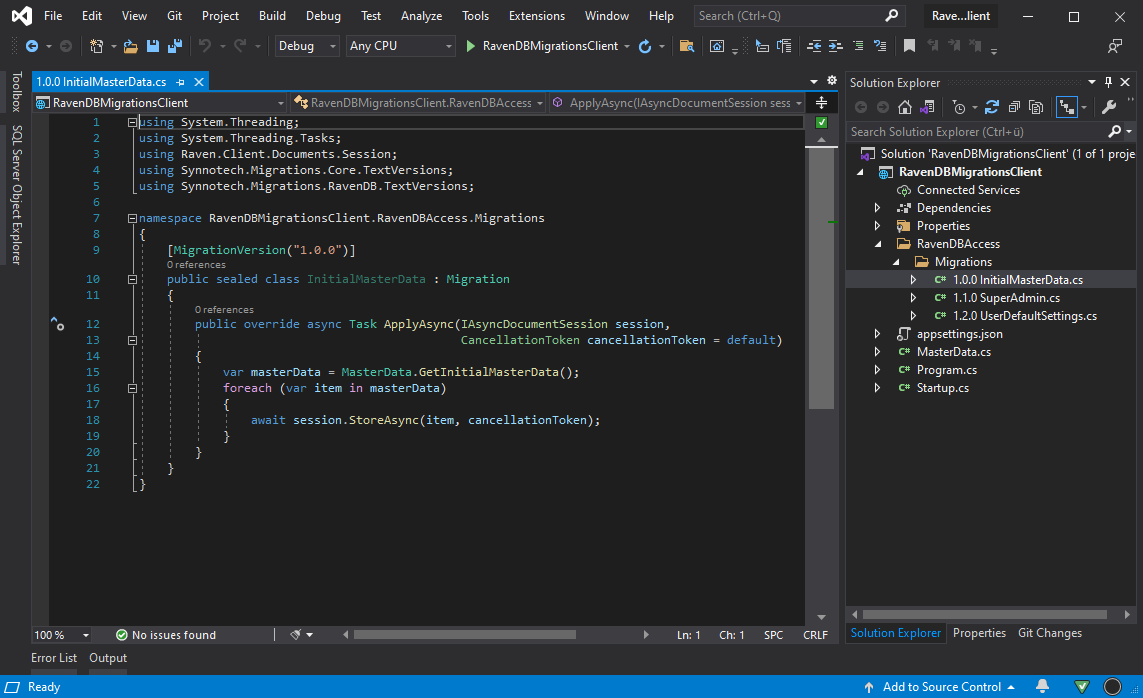 File Edit View Git Project Build Debug Test Analyze Tools Extensions Window Help Search (Ctrl+Q) Rave...lient
Debug Any CPU RavenDBMigrationsClient
Toolbox
SQL Server Object Explorer
1.0.0 InitialMasterData.cs
RavenDBMigrationsClient RavenDBMigrationsClient.RavenDBAccess ApplyAsync(IAsyncDocumentSession sess
1 using System.Threading;
2 using System.Threading.Tasks;
3 using Raven.Client.Documents.Session;
4 using Synnotech.Migrations.Core.TextVersions;
5 using Synnotech.Migrations.RavenDB.TextVersions;
6
7 namespace RavenDBMigrationsClient.RavenDBAccess.Migrations
8 {
9 [MigrationVersion("1.0.0")]
0 references
10 public sealed class InitialMasterData : Migration
11 {
0 references
12 public override async Task ApplyAsync(IAsyncDocumentSession session,
13 CancellationToken cancellationToken = default)
14 {
15 var masterData = MasterData.GetInitialMasterData();
16 foreach (var item in masterData)
17 {
18 await session.StoreAsync(item, cancellationToken);
19 }
20 }
21 }
22 }
100 % No issues found Ln: 1 Ch: 1 SPC CRLF
Solution Explorer
Search Solution Explorer (Ctrl+ü)
Solution 'RavenDBMigrationsClient' (1 of 1 proje
RavenDBMigrationsClient
Connected Services
Dependencies
Properties
RavenDBAccess
Migrations
C# 1.0.0 InitialMasterData.cs
C# 1.1.0 SuperAdmin.cs
C# 1.2.0 UserDefaultSettings.cs
appsettings.json
C# MasterData.cs
C# Program.cs
C# Startup.cs
Solution Explorer Properties Git Changes
Error List Output
Ready Add to Source Control